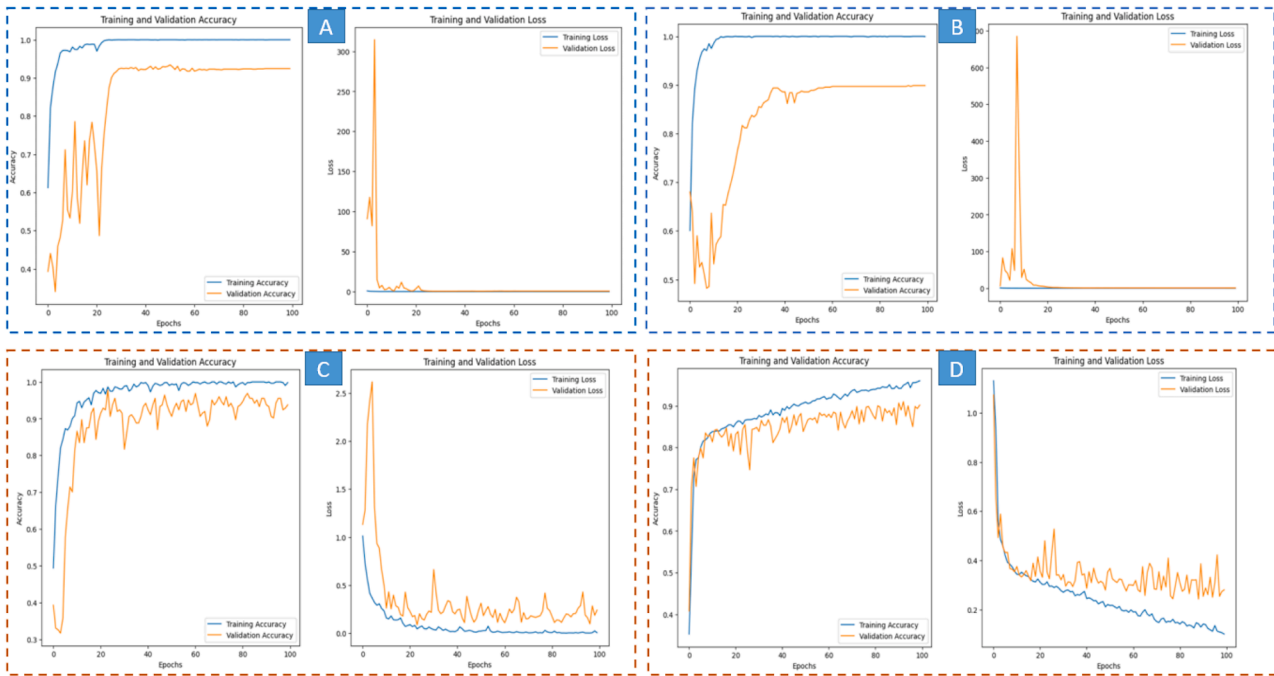 A
Training and Validation Accuracy
Accuracy
1.0
0.9
0.8
0.7
0.6
0.5
0.4
0 20 40 60 80 100
Epochs
Training Accuracy
Validation Accuracy
Training and Validation Loss
Loss
300
250
200
150
100
50
0
0 20 40 60 80 100
Epochs
Training Loss
Validation Loss
B
Training and Validation Accuracy
Accuracy
1.0
0.9
0.8
0.7
0.6
0.5
0 20 40 60 80 100
Epochs
Training Accuracy
Validation Accuracy
Training and Validation Loss
Loss
700
600
500
400
300
200
100
0
0 20 40 60 80 100
Epochs
Training Loss
Validation Loss
C
Training and Validation Accuracy
Accuracy
1.0
0.9
0.8
0.7
0.6
0.5
0.4
0.3
0 20 40 60 80 100
Epochs
Training Accuracy
Validation Accuracy
Training and Validation Loss
Loss
2.5
2.0
1.5
1.0
0.5
0.0
0 20 40 60 80 100
Epochs
Training Loss
Validation Loss
D
Training and Validation Accuracy
Accuracy
0.9
0.8
0.7
0.6
0.5
0.4
0 20 40 60 80 100
Epochs
Training Accuracy
Validation Accuracy
Training and Validation Loss
Loss
1.0
0.8
0.6
0.4
0.2
0 20 40 60 80 100
Epochs
Training Loss
Validation Loss